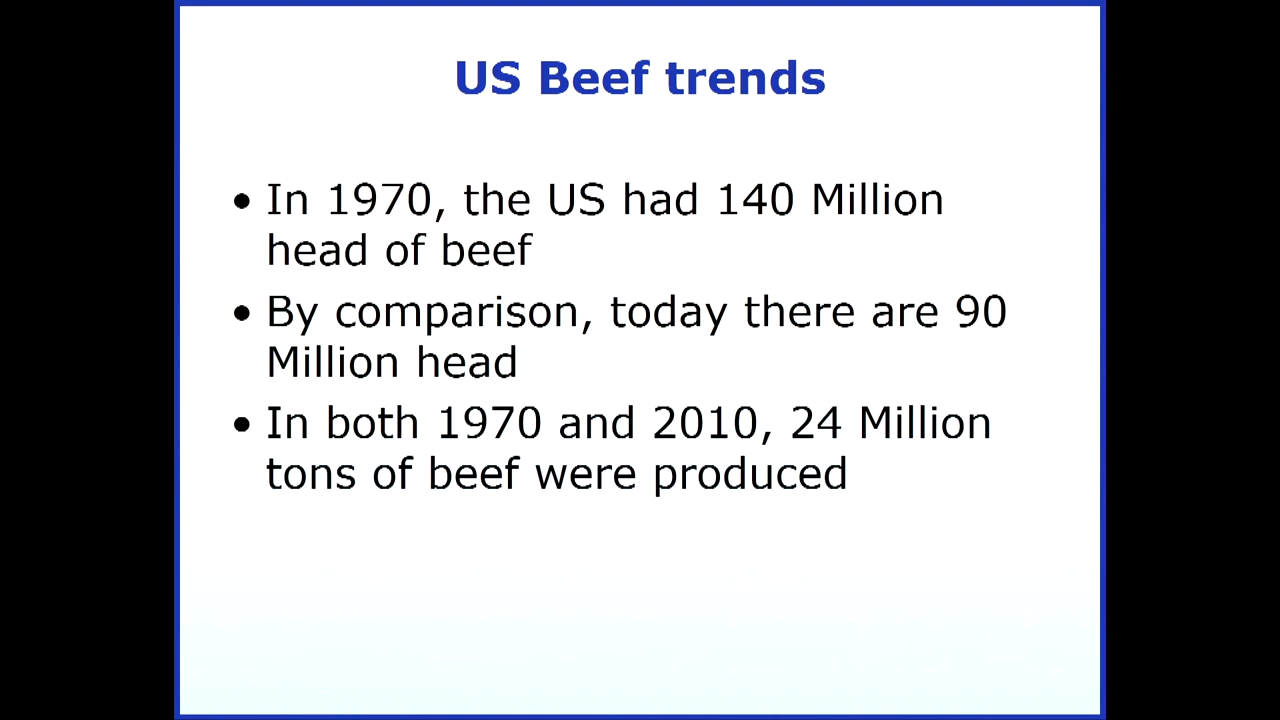 US Beef trends
• In 1970, the US had 140 Million
head of beef
• By comparison, today there are 90
Million head
• In both 1970 and 2010, 24 Million
tons of beef were produced